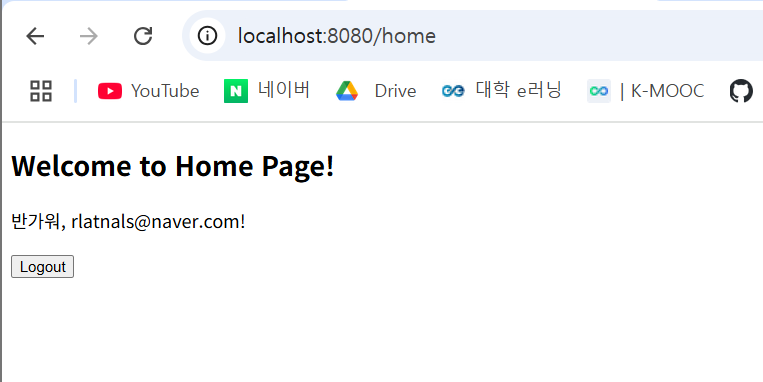 localhost:8080/home
YouTube N 네이버 Drive 대학 e러닝 | K-MOOC
Welcome to Home Page!
반가워, rlatnals@naver.com!
Logout